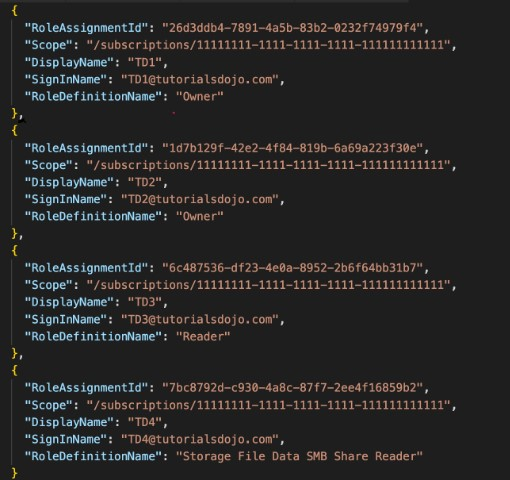 {
"RoleAssignmentId": "26d3ddb4-7891-4a5b-83b2-0232f74979f4",
"Scope": "/subscriptions/11111111-1111-1111-1111-111111111111",
"DisplayName": "TD1",
"SignInName": "TD1@tutorialsdojo.com",
"RoleDefinitionName": "Owner"
},
{
"RoleAssignmentId": "1d7b129f-42e2-4f84-819b-6a69a223f30e",
"Scope": "/subscriptions/11111111-1111-1111-1111-111111111111",
"DisplayName": "TD2",
"SignInName": "TD2@tutorialsdojo.com",
"RoleDefinitionName": "Owner"
},
{
"RoleAssignmentId": "6c487536-df23-4e0a-8952-2b6f64bb31b7",
"Scope": "/subscriptions/11111111-1111-1111-1111-111111111111",
"DisplayName": "TD3",
"SignInName": "TD3@tutorialsdojo.com",
"RoleDefinitionName": "Reader"
},
{
"RoleAssignmentId": "7bc8792d-c930-4a8c-87f7-2ee4f16859b2",
"Scope": "/subscriptions/11111111-1111-1111-1111-111111111111",
"DisplayName": "TD4",
"SignInName": "TD4@tutorialsdojo.com",
"RoleDefinitionName": "Storage File Data SMB Share Reader"
}